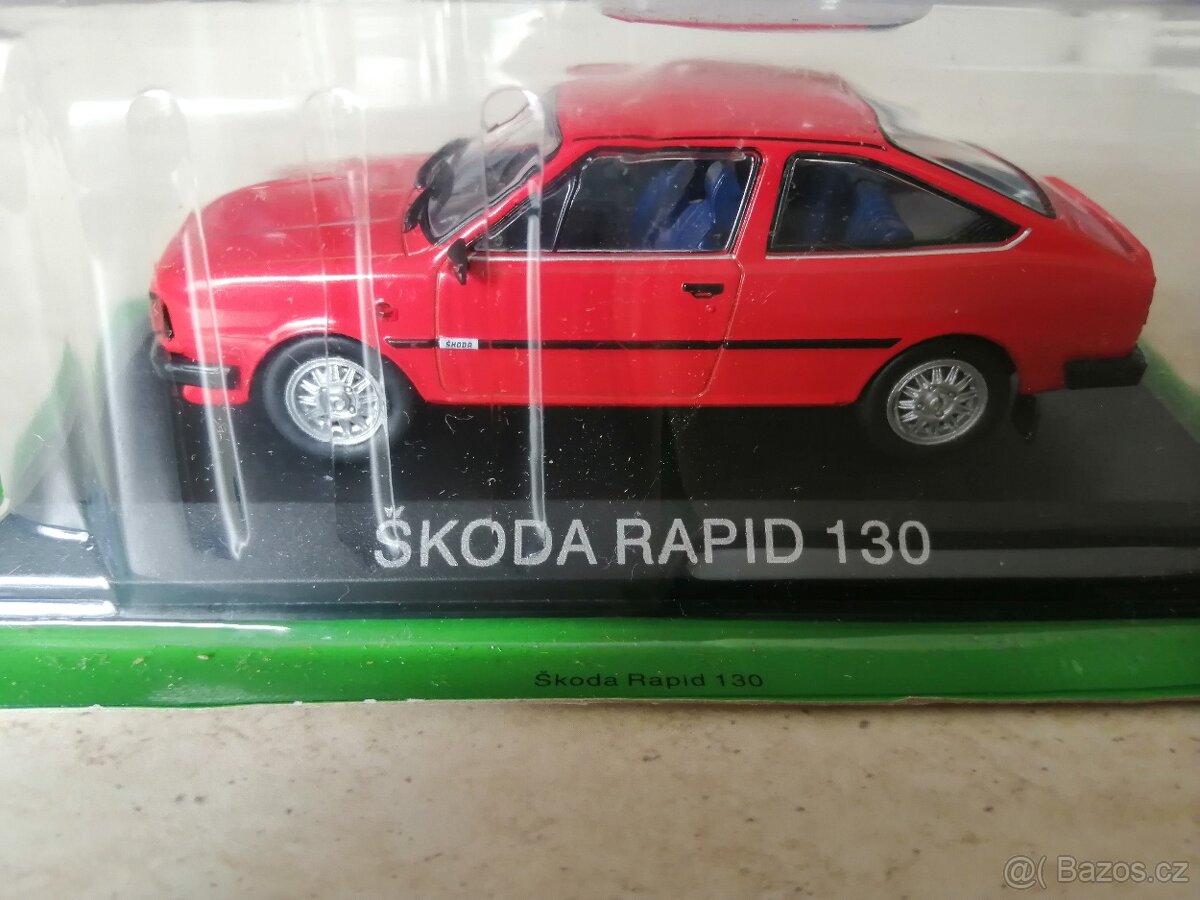 ŠKODA
ŠKODA RAPID 130
Škoda Rapid 130
@( Bazos.cz